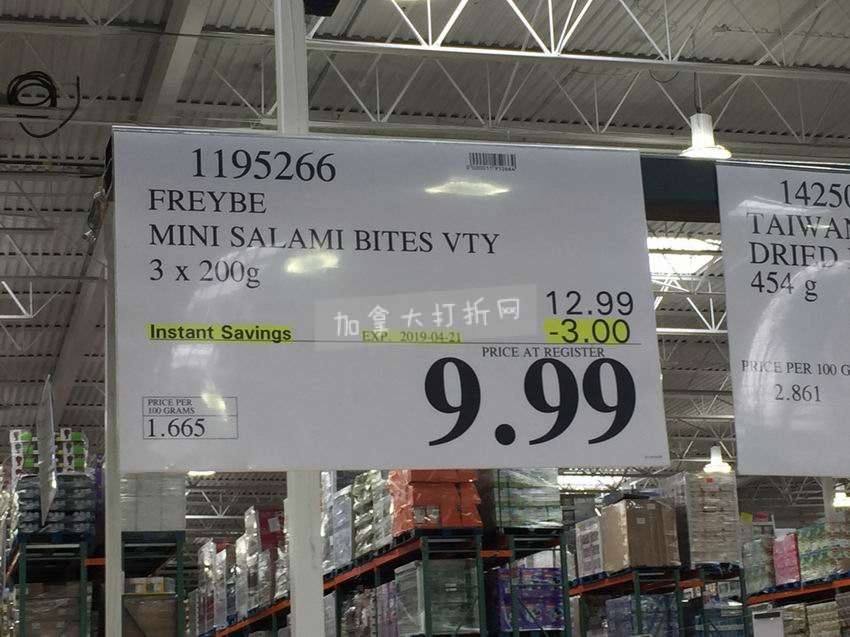 1195266
FREYBE
MINI SALAMI BITES VTY
3 x 200g
12.99
Instant Savings EXP. 2019-04-21 -3.00
PRICE AT REGISTER
9.99
PRICE PER
100 GRAMS
1.665
加拿大打折网
1425
TAIWAN
DRIED
454 g
PRICE PER 100 G
2.861